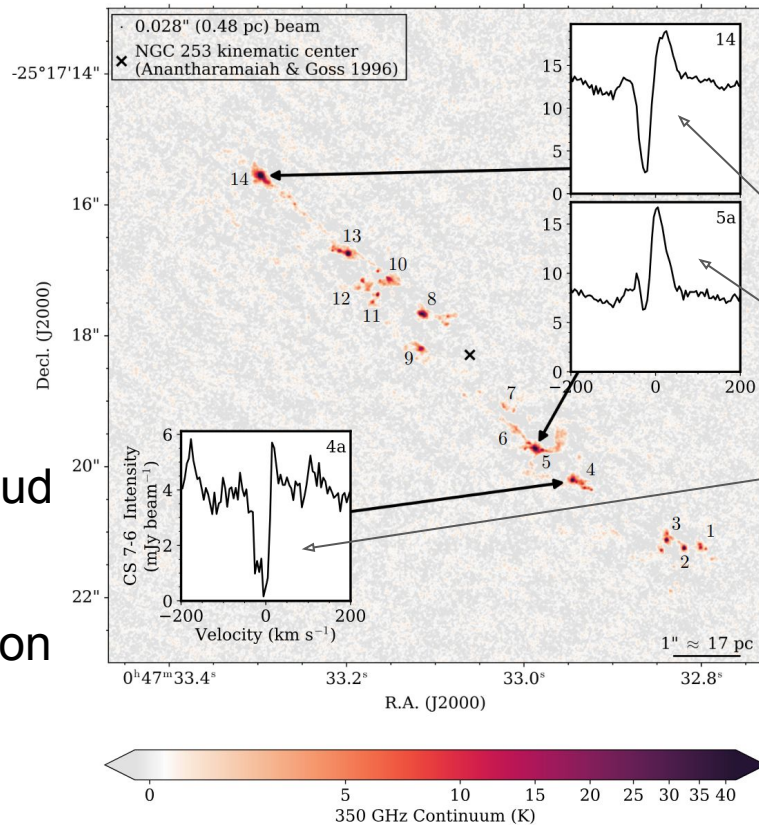 0.028" (0.48 pc) beam
NGC 253 kinematic center
(Anantharamaiah & Goss 1996)
-25°17'14"
16"
18"
20"
22"
Decl. (J2000)
14
15
10
5
0
5a
15
10
5
0
−200 0 200
14
13
10
12
11
8
9
7
6
5
4
3
1
2
4a
6
4
2
0
CS 7-6 Intensity
(mJy beam⁻¹)
−200 0 200
Velocity (km s⁻¹)
ud
on
1" ≈ 17 pc
0ʰ47ᵐ33.4ˢ 33.2ˢ 33.0ˢ 32.8ˢ
R.A. (J2000)
0 5 10 15 20 25 30 35 40
350 GHz Continuum (K)